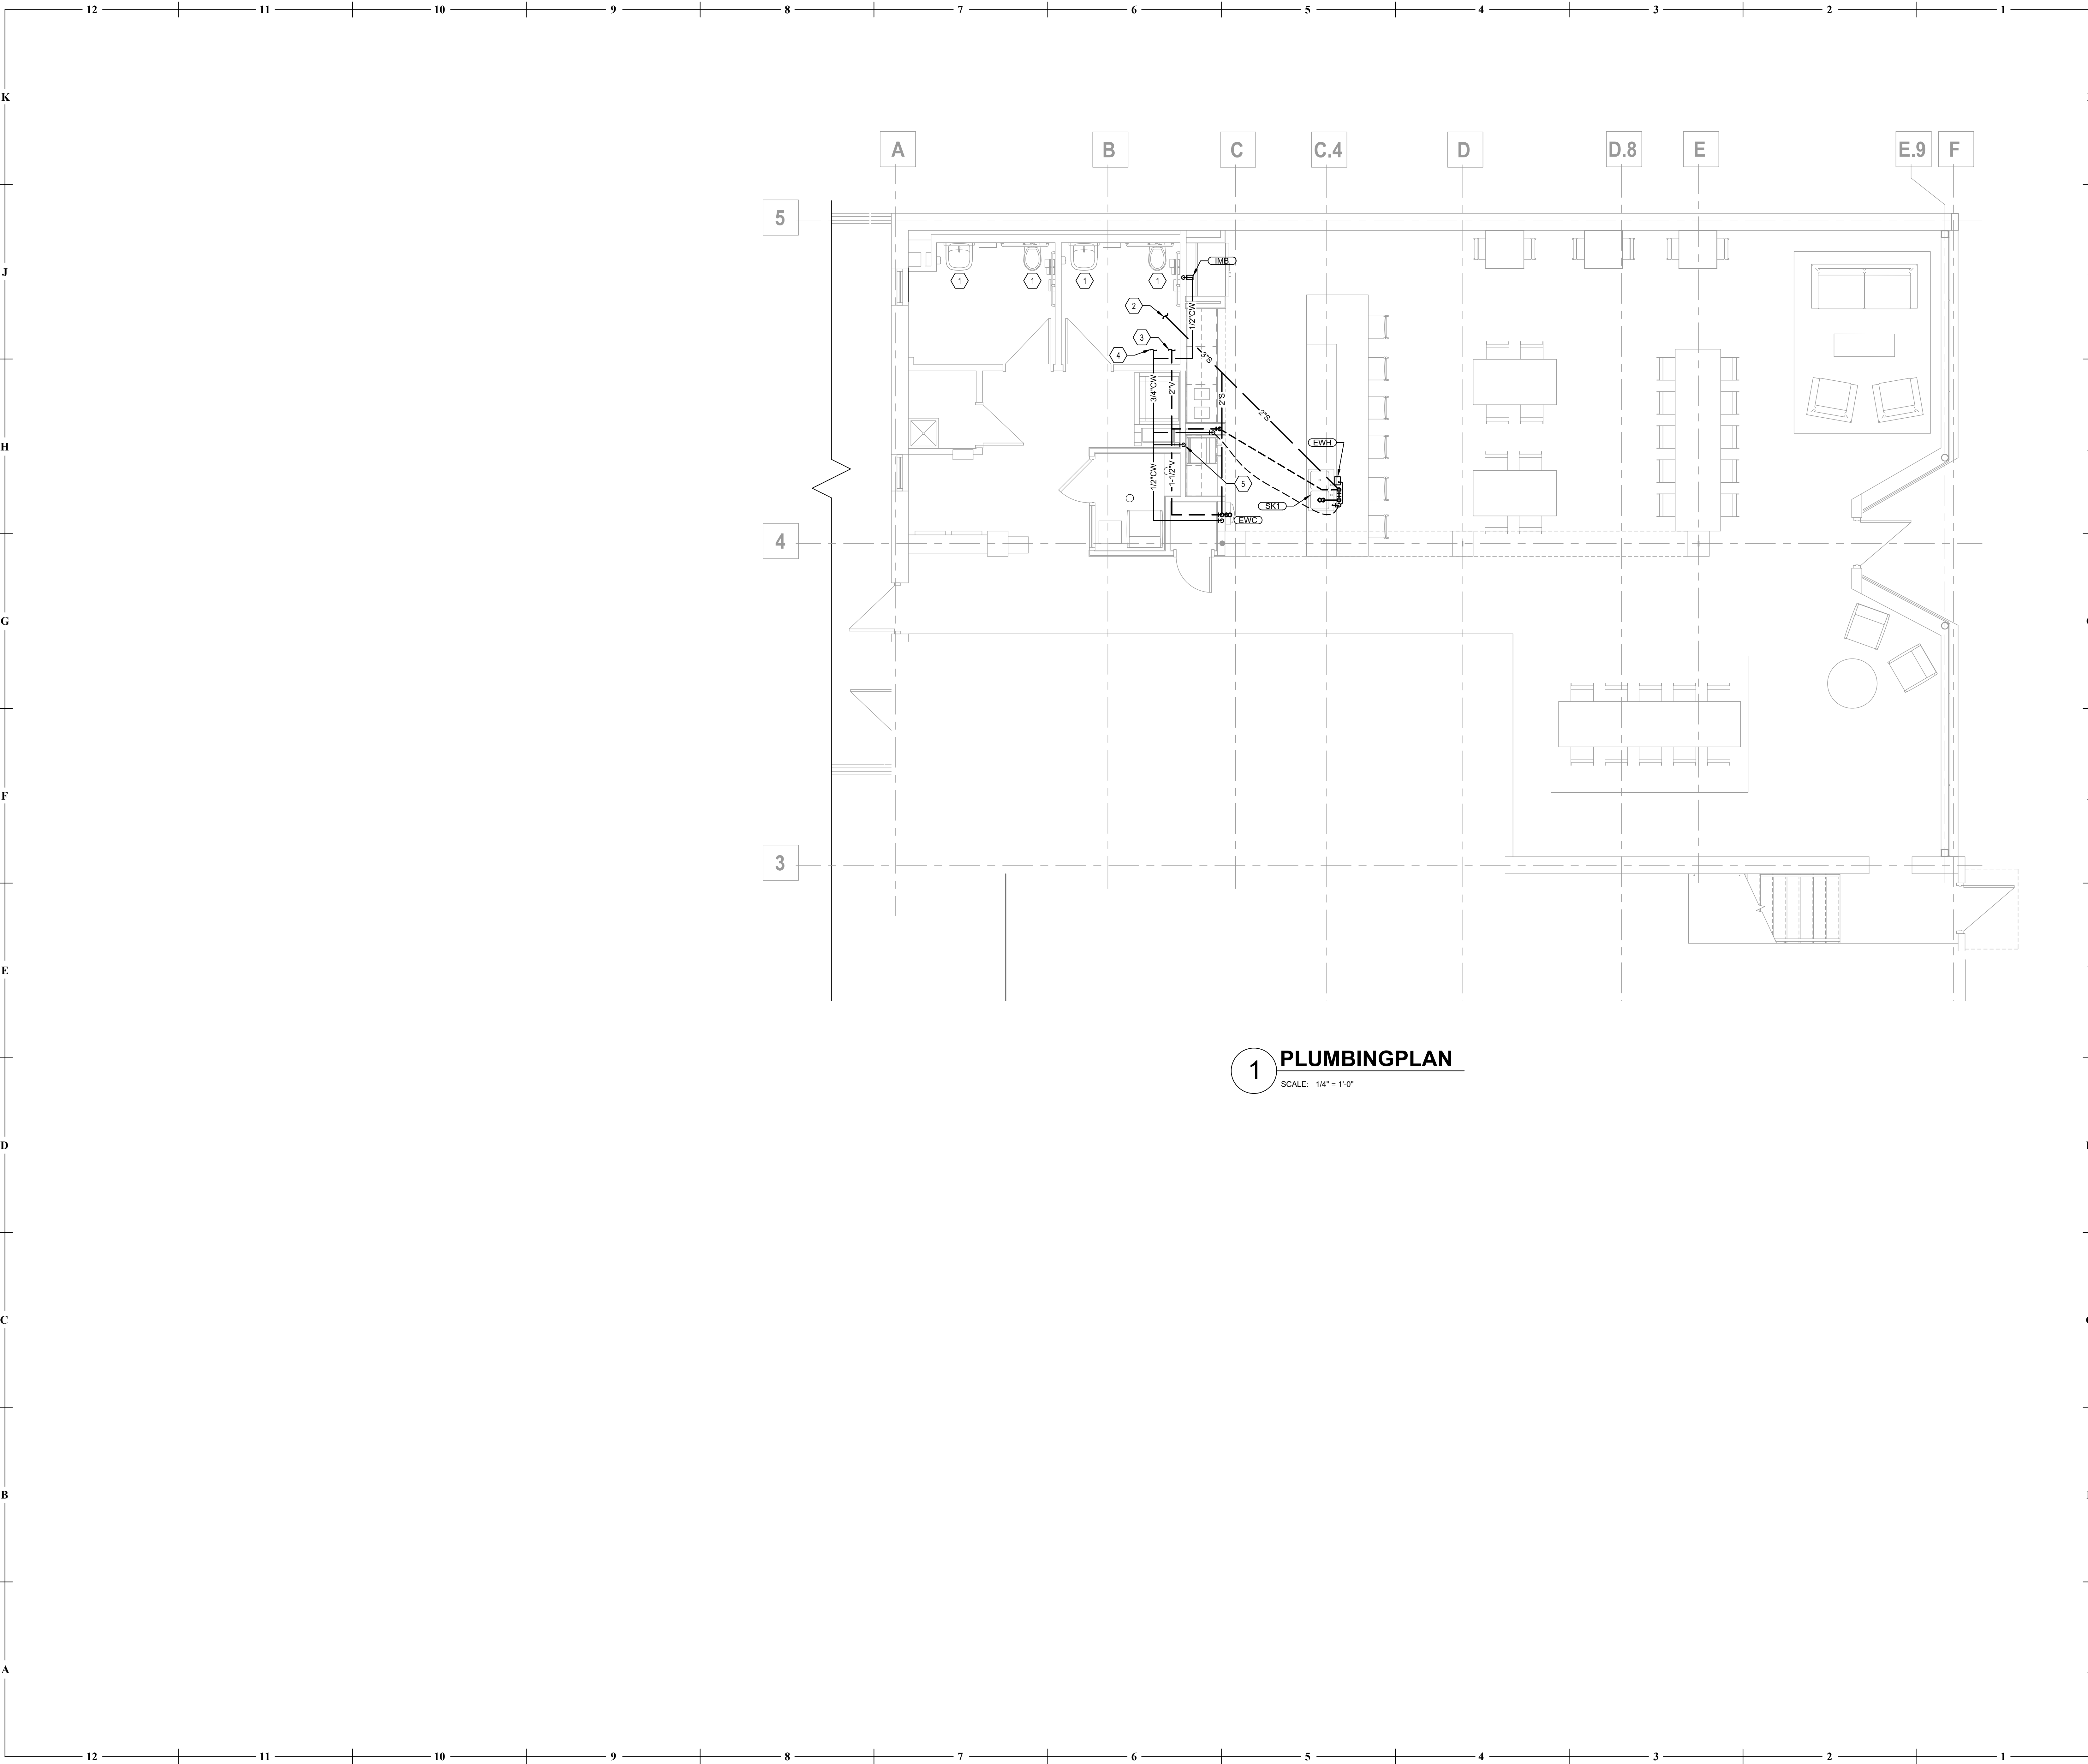 12 11 10 9 8 7 6 5 4 3 2 1
K
A B C C.4 D D.8 E E.9 F
5
J
IMB
1 1 1 1
2
1/2"CW
3
4
3"S
3/4"CW
2"V
2"S
2"S
H
EWH
1/2"CW
1-1/2"V
5
SK1
EWC
4
G
F
3
E
1 PLUMBINGPLAN
SCALE: 1/4" = 1'-0"
D
C
B
A
12 11 10 9 8 7 6 5 4 3 2 1